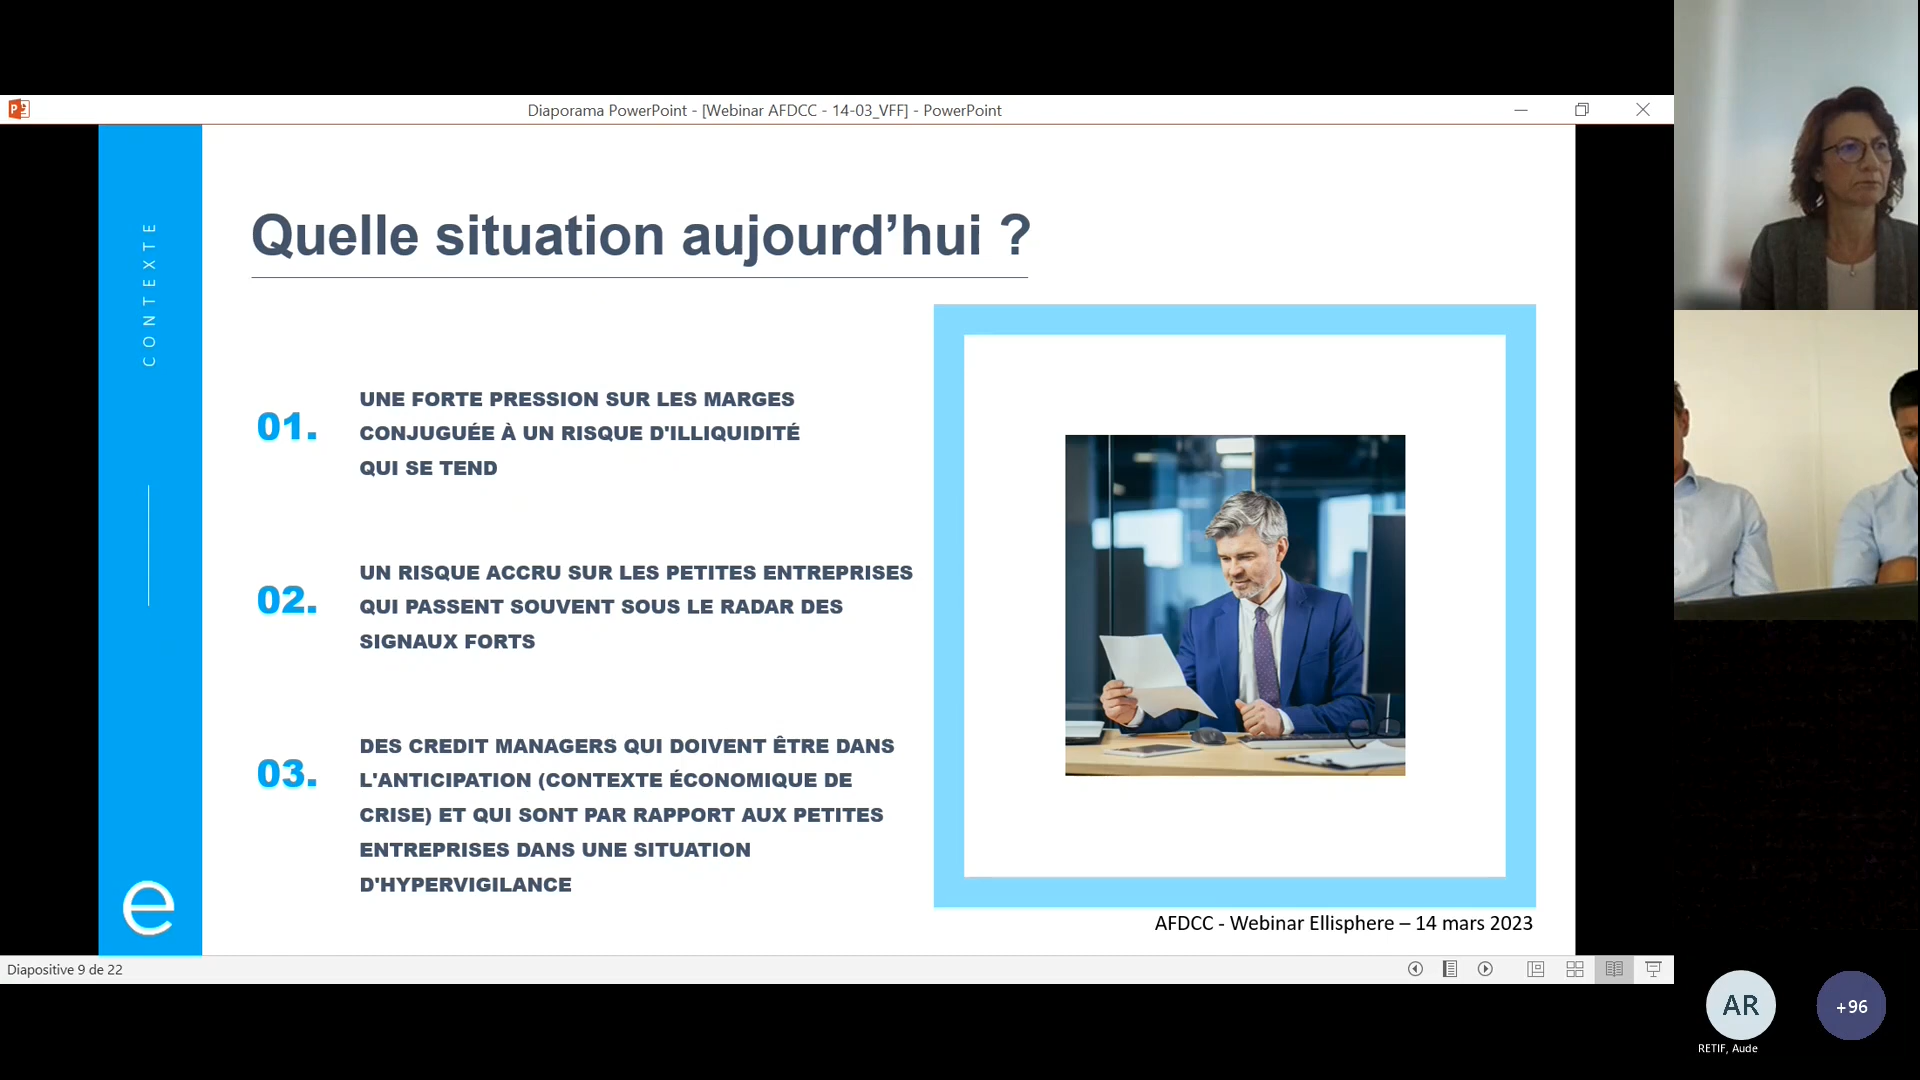 Diaporama PowerPoint - [Webinar AFDCC - 14-03_VFF] - PowerPoint
CONTEXTE
Quelle situation aujourd’hui ?
01.
UNE FORTE PRESSION SUR LES MARGES
CONJUGUÉE À UN RISQUE D'ILLIQUIDITÉ
QUI SE TEND
02.
UN RISQUE ACCRU SUR LES PETITES ENTREPRISES
QUI PASSENT SOUVENT SOUS LE RADAR DES
SIGNAUX FORTS
03.
DES CREDIT MANAGERS QUI DOIVENT ÊTRE DANS
L'ANTICIPATION (CONTEXTE ÉCONOMIQUE DE
CRISE) ET QUI SONT PAR RAPPORT AUX PETITES
ENTREPRISES DANS UNE SITUATION
D'HYPERVIGILANCE
e
AFDCC - Webinar Ellisphere – 14 mars 2023
Diapositive 9 de 22
AR
RETIF, Aude
+96